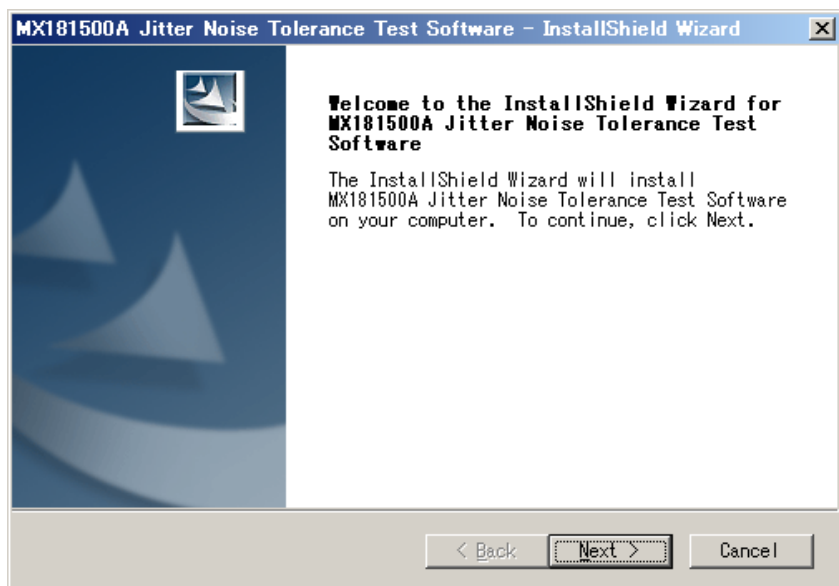 MX181500A Jitter Noise Tolerance Test Software - InstallShield Wizard
Welcome to the InstallShield Wizard for
MX181500A Jitter Noise Tolerance Test
Software
The InstallShield Wizard will install
MX181500A Jitter Noise Tolerance Test Software
on your computer.  To continue, click Next.
< Back
Next >
Cancel